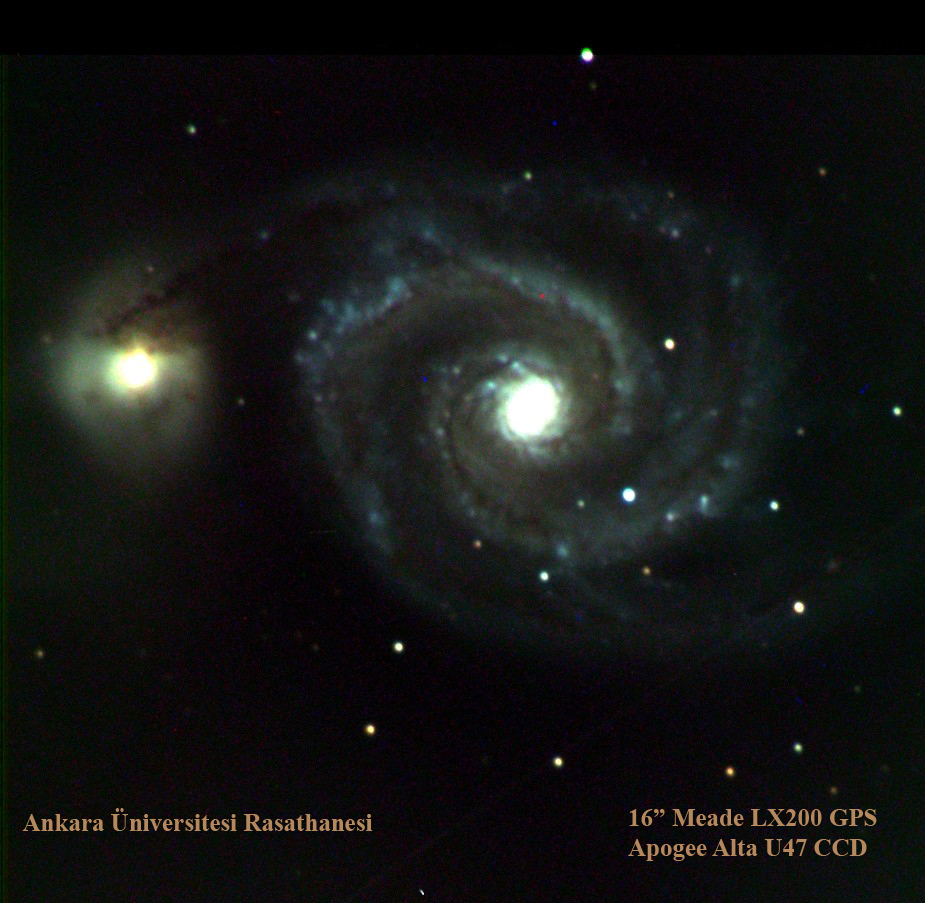 Ankara Üniversitesi Rasathanesi
16” Meade LX200 GPS
Apogee Alta U47 CCD